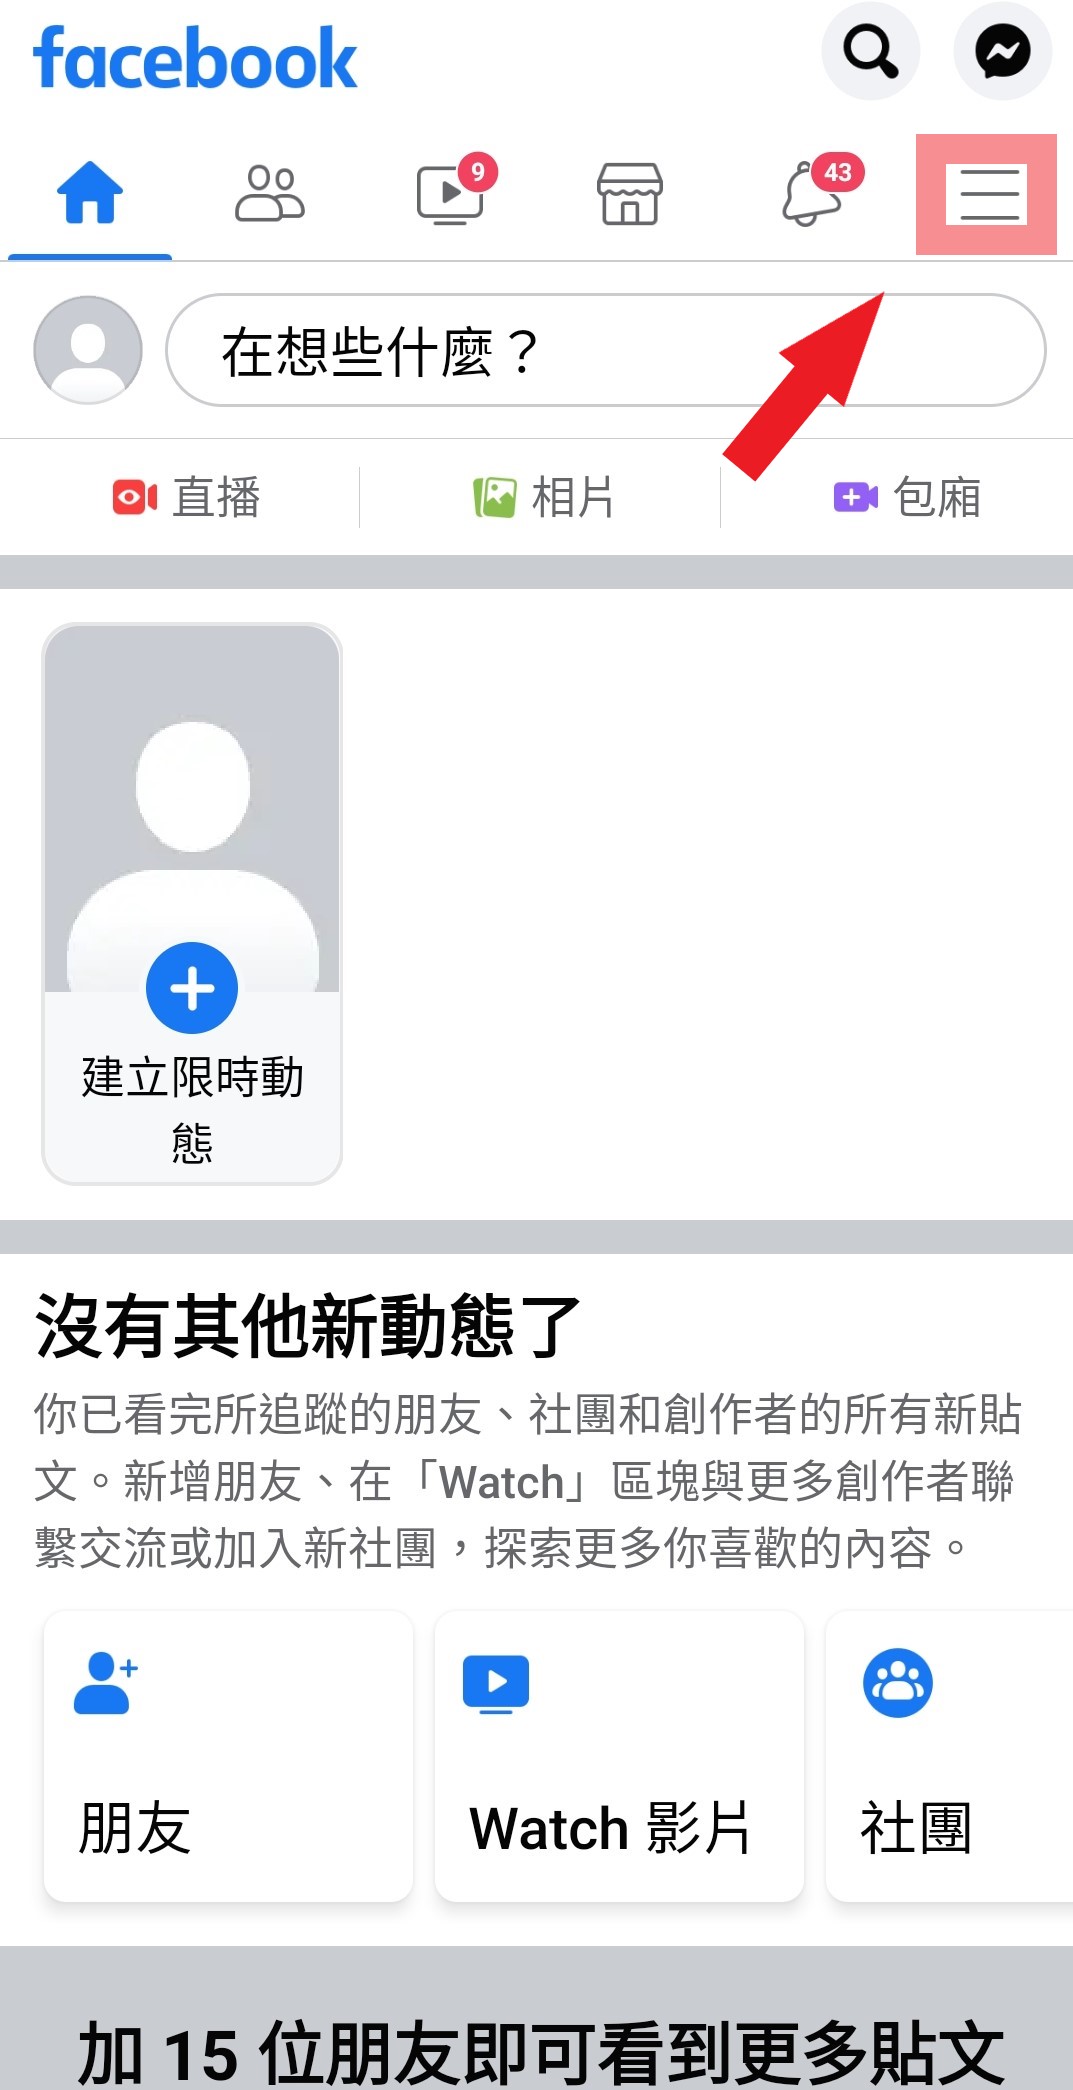 facebook
9
43
在想些什麼？
直播
相片
包廂
建立限時動
態
沒有其他新動態了
你已看完所追蹤的朋友、社團和創作者的所有新貼
文。新增朋友、在「Watch」區塊與更多創作者聯
繫交流或加入新社團，探索更多你喜歡的內容。
朋友
Watch 影片
社團
加 15 位朋友即可看到更多貼文